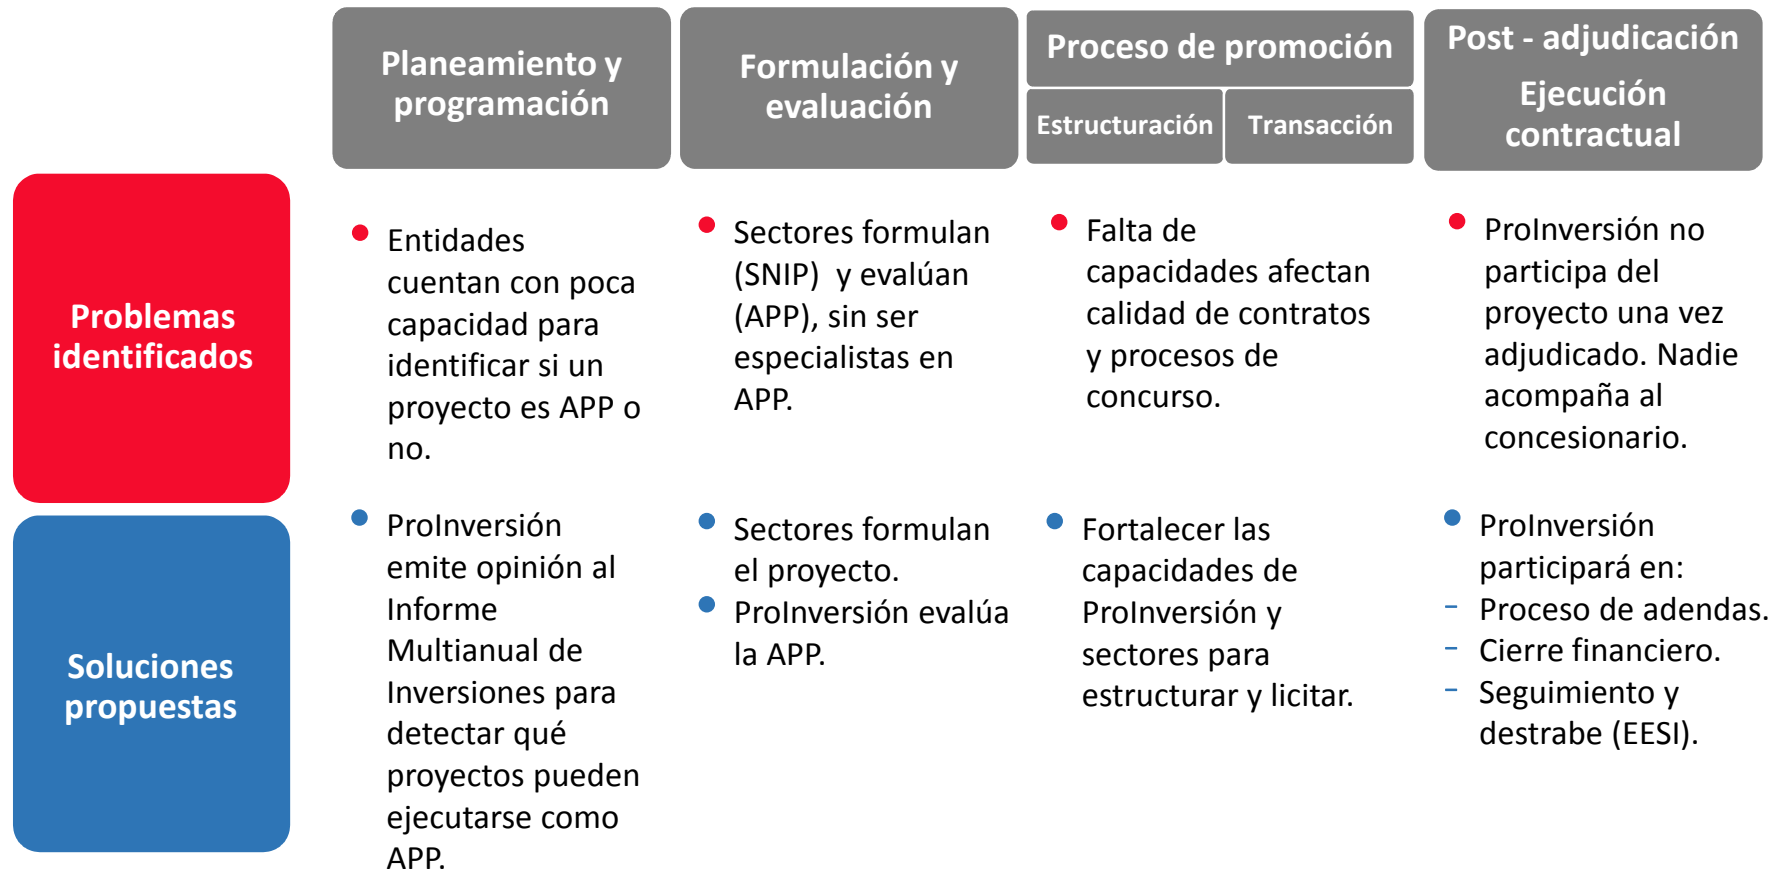 Planeamiento y
programación
Formulación y
evaluación
Proceso de promoción
Estructuración
Transacción
Post - adjudicación
Ejecución
contractual
Problemas
identificados
Entidades
cuentan con poca
capacidad para
identificar si un
proyecto es APP o
no.
Sectores formulan
(SNIP) y evalúan
(APP), sin ser
especialistas en
APP.
Falta de
capacidades afectan
calidad de contratos
y procesos de
concurso.
ProInversión no
participa del
proyecto una vez
adjudicado. Nadie
acompaña al
concesionario.
Soluciones
propuestas
ProInversión
emite opinión al
Informe
Multianual de
Inversiones para
detectar qué
proyectos pueden
ejecutarse como
APP.
Sectores formulan
el proyecto.
ProInversión evalúa
la APP.
Fortalecer las
capacidades de
ProInversión y
sectores para
estructurar y licitar.
ProInversión
participará en:
- Proceso de adendas.
- Cierre financiero.
- Seguimiento y
destrabe (EESI).